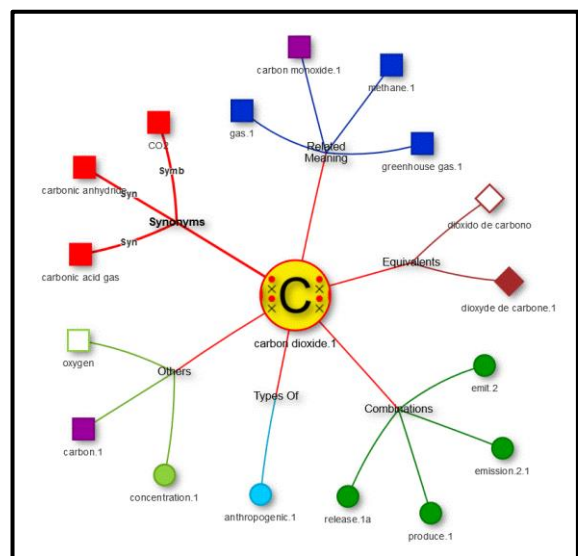 carbon monoxide.1
methane.1
gas.1
greenhouse gas.1
Related
Meaning
CO2
Symb
carbonic anhydride
Syn
Synonyms
Syn
carbonic acid gas
dióxido de carbono
Equivalents
dioxyde de carbone.1
C
carbon dioxide.1
oxygen
Others
carbon.1
concentration.1
Types Of
anthropogenic.1
Combinations
emit.2
emission.2.1
produce.1
release.1a